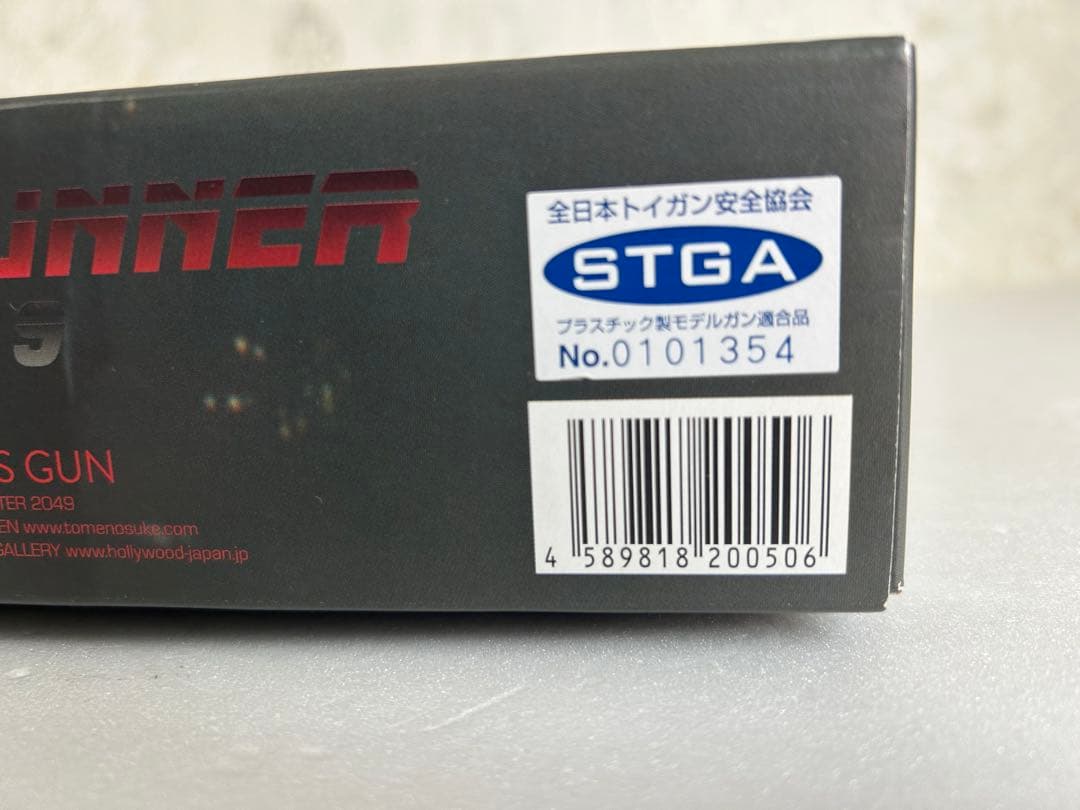 UNNER
S
S GUN
TER 2049
EN www.tomenosuke.com
GALLERY www.hollywood-japan.jp
全日本トイガン安全協会
STGA
プラスチック製モデルガン適合品
No.0101354
4 589818 200506